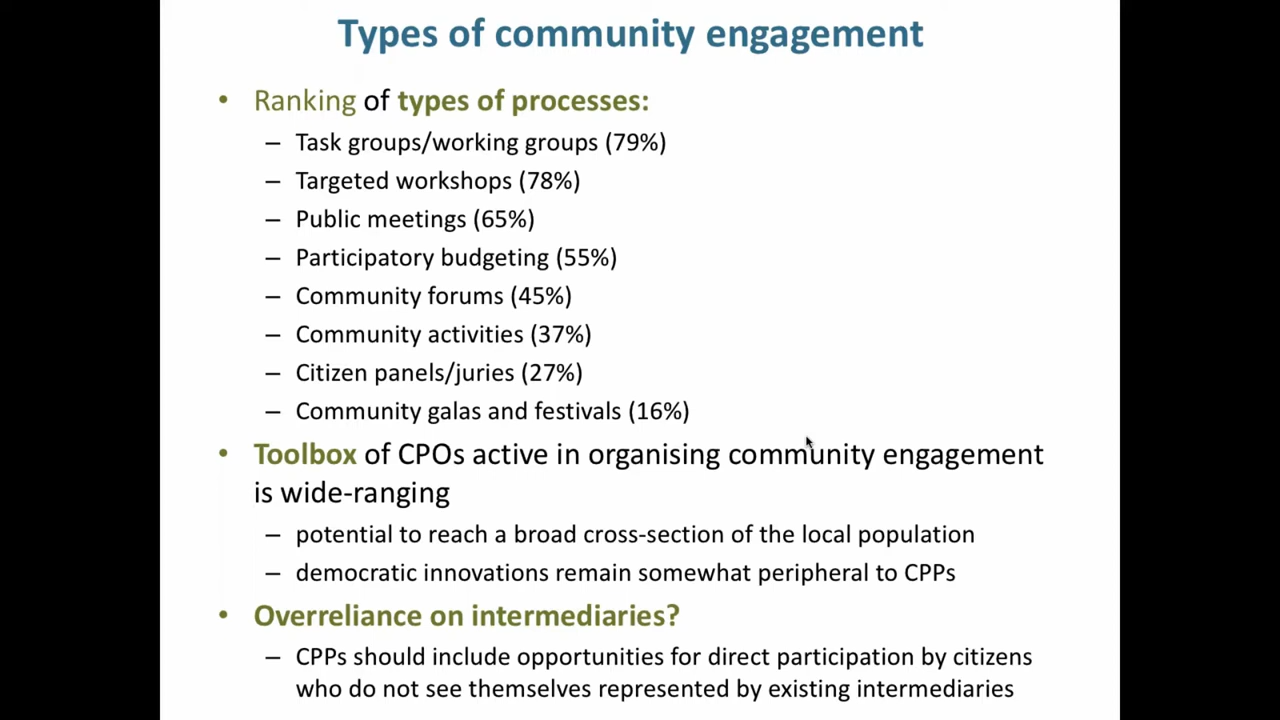 Types of community engagement
• Ranking of types of processes:
– Task groups/working groups (79%)
– Targeted workshops (78%)
– Public meetings (65%)
– Participatory budgeting (55%)
– Community forums (45%)
– Community activities (37%)
– Citizen panels/juries (27%)
– Community galas and festivals (16%)
• Toolbox of CPOs active in organising community engagement
is wide-ranging
– potential to reach a broad cross-section of the local population
– democratic innovations remain somewhat peripheral to CPPs
• Overreliance on intermediaries?
– CPPs should include opportunities for direct participation by citizens
who do not see themselves represented by existing intermediaries